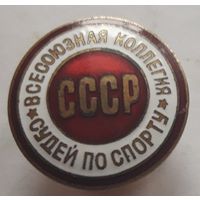 ВСЕСОЮЗНАЯ КОЛЛЕГИЯ
СССР
СУДЕЙ ПО СПОРТУ